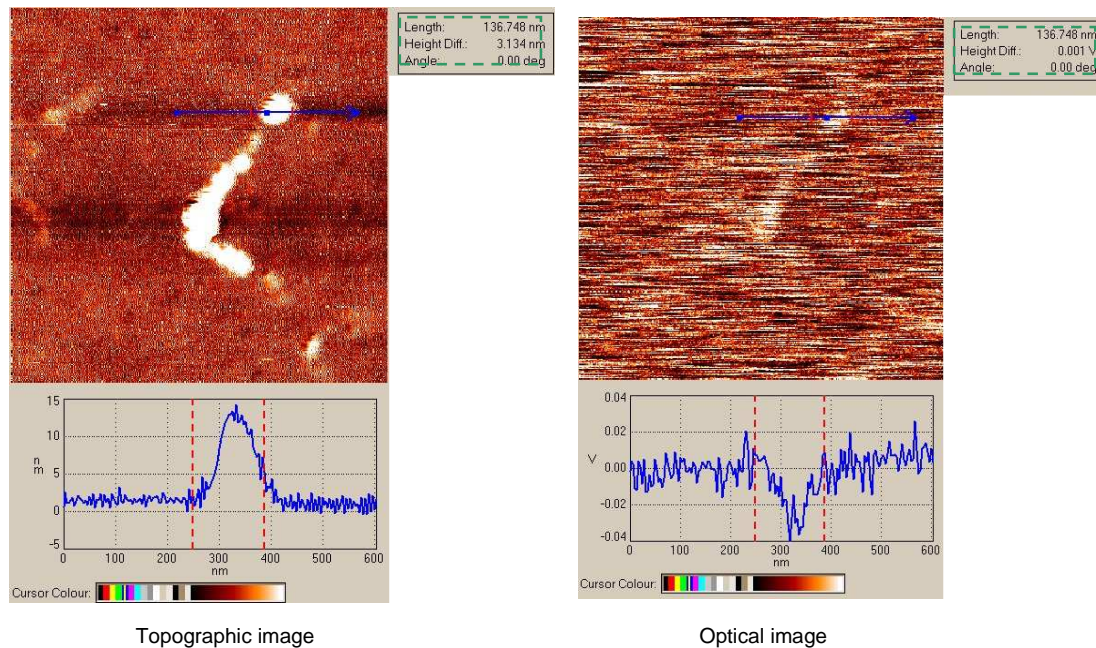 Length: 136.748 nm
Height Diff.: 3.134 nm
Angle: 0.00 deg
Length: 136.748 nm
Height Diff.: 0.001 V
Angle: 0.00 deg
15
10
5
0
-5
nm
0 100 200 300 400 500 600
nm
Cursor Colour:
0.04
0.02
0.00
-0.02
-0.04
V
0 100 200 300 400 500 600
nm
Cursor Colour:
Topographic image
Optical image